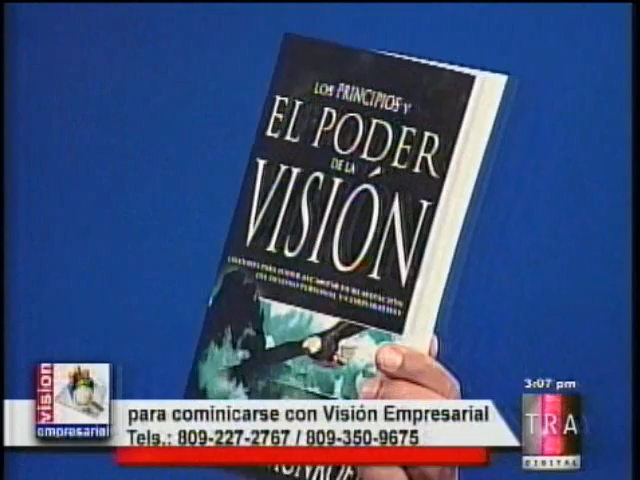 LOS PRINCIPIOS Y
EL PODER
DE LA
VISIÓN
vision
empresarial
para cominicarse con Visión Empresarial
Tels.: 809-227-2767 / 809-350-9675
3:07 pm
TRA
DIGITAL